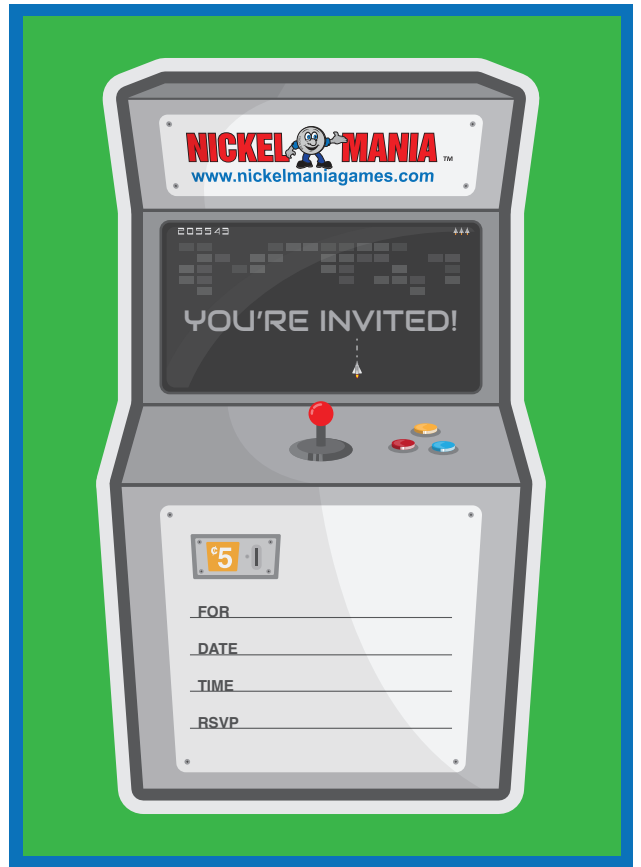 NICKEL MANIA ™
www.nickelmaniagames.com
205543
YOU'RE INVITED!
¢5
FOR
DATE
TIME
RSVP